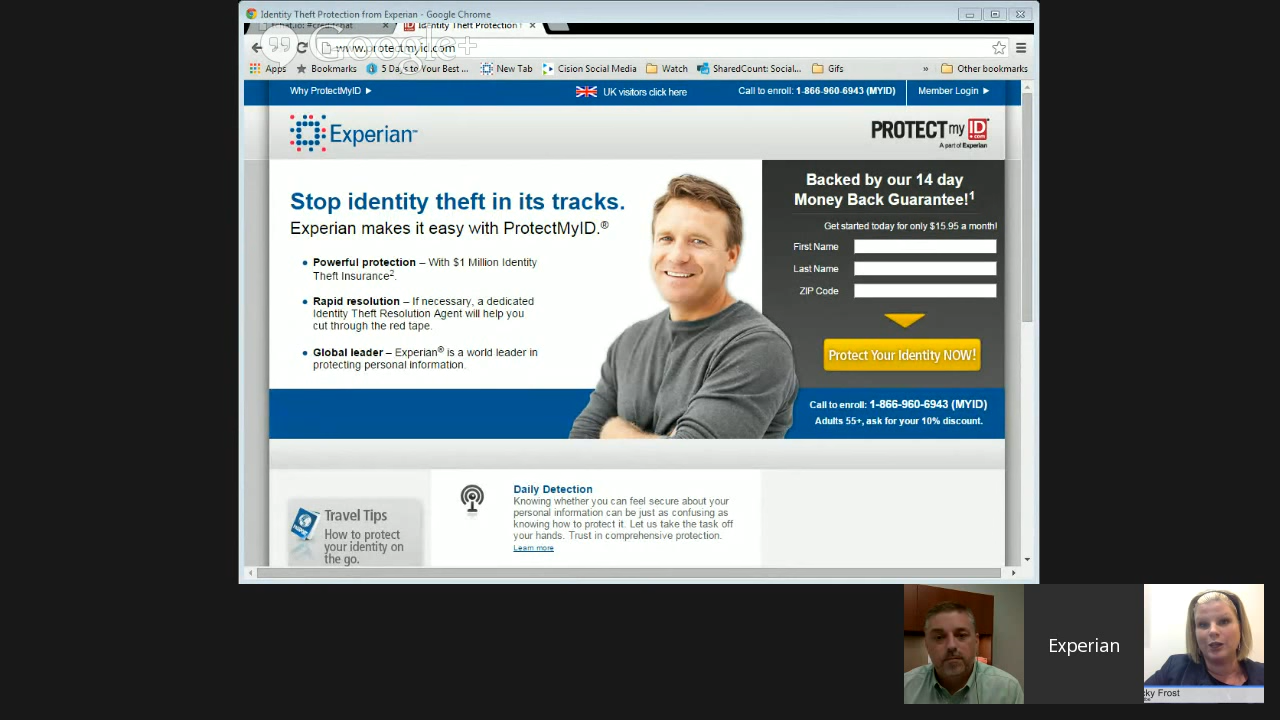 Identity Theft Protection from Experian - Google Chrome
tchat.io: #creditchat
Identity Theft Protection
Google+
www.protectmyid.com
Apps Bookmarks 5 Days to Your Best ... New Tab Cision Social Media Watch SharedCount: Social... Gifs » Other bookmarks
Why ProtectMyID UK visitors click here Call to enroll: 1-866-960-6943 (MYID) Member Login
Experian™
PROTECT my ID .com
A part of Experian
Stop identity theft in its tracks.
Experian makes it easy with ProtectMyID.®
• Powerful protection – With $1 Million Identity
Theft Insurance².
• Rapid resolution – If necessary, a dedicated
Identity Theft Resolution Agent will help you
cut through the red tape.
• Global leader – Experian® is a world leader in
protecting personal information.
Backed by our 14 day
Money Back Guarantee!¹
Get started today for only $15.95 a month!
First Name
Last Name
ZIP Code
Protect Your Identity NOW!
Call to enroll: 1-866-960-6943 (MYID)
Adults 55+, ask for your 10% discount.
Travel Tips
How to protect
your identity on
the go.
Daily Detection
Knowing whether you can feel secure about your
personal information can be just as confusing as
knowing how to protect it. Let us take the task off
your hands. Trust in comprehensive protection.
Learn more
Experian
cky Frost